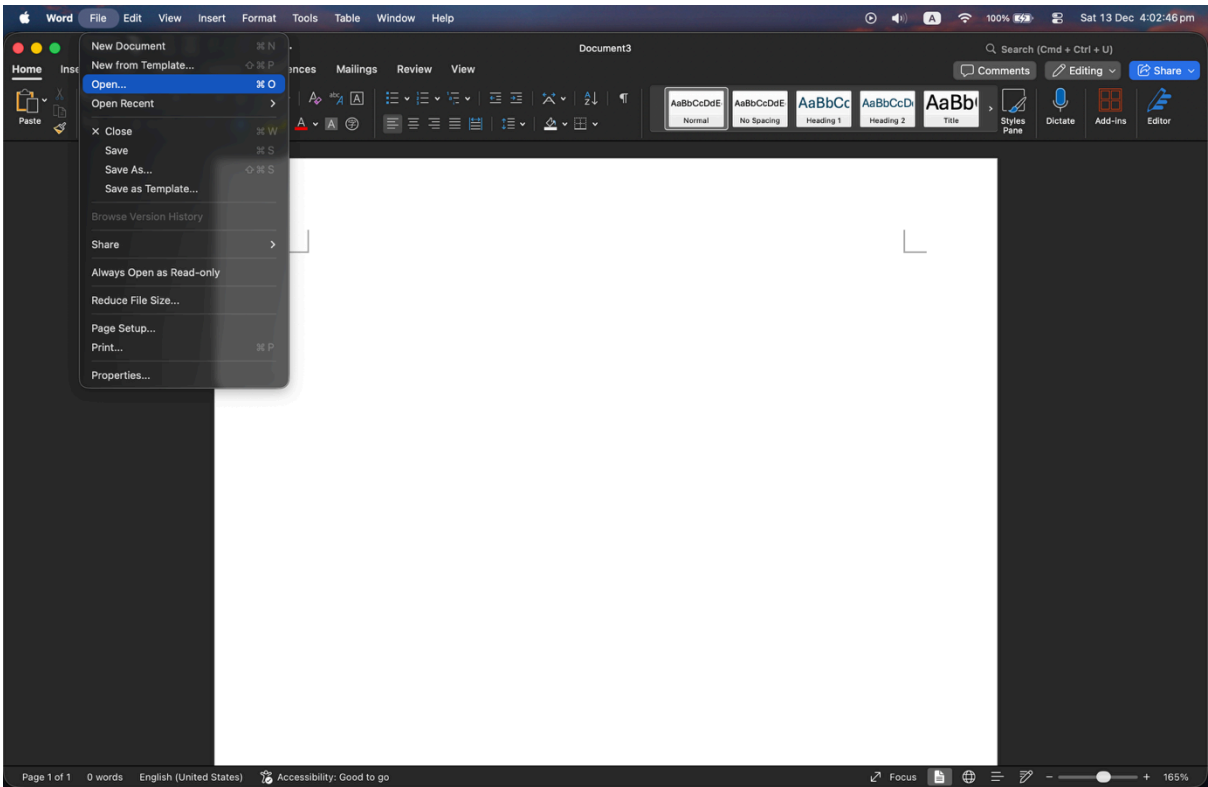 Word File Edit View Insert Format Tools Table Window Help A 100% Sat 13 Dec 4:02:46 pm
Document3 Search (Cmd + Ctrl + U)
Home Mailings Review View Comments Editing Share
New Document ⌘ N
New from Template... ⇧ ⌘ P
Open... ⌘ O
Open Recent
× Close ⌘ W
Save ⌘ S
Save As... ⇧ ⌘ S
Save as Template...
Browse Version History
Share
Always Open as Read-only
Reduce File Size...
Page Setup...
Print... ⌘ P
Properties...
Paste
AaBbCcDdE AaBbCcDdE AaBbCc AaBbCcD AaBb
Normal No Spacing Heading 1 Heading 2 Title
Styles Pane Dictate Add-ins Editor
Page 1 of 1 0 words English (United States) Accessibility: Good to go Focus − + 165%